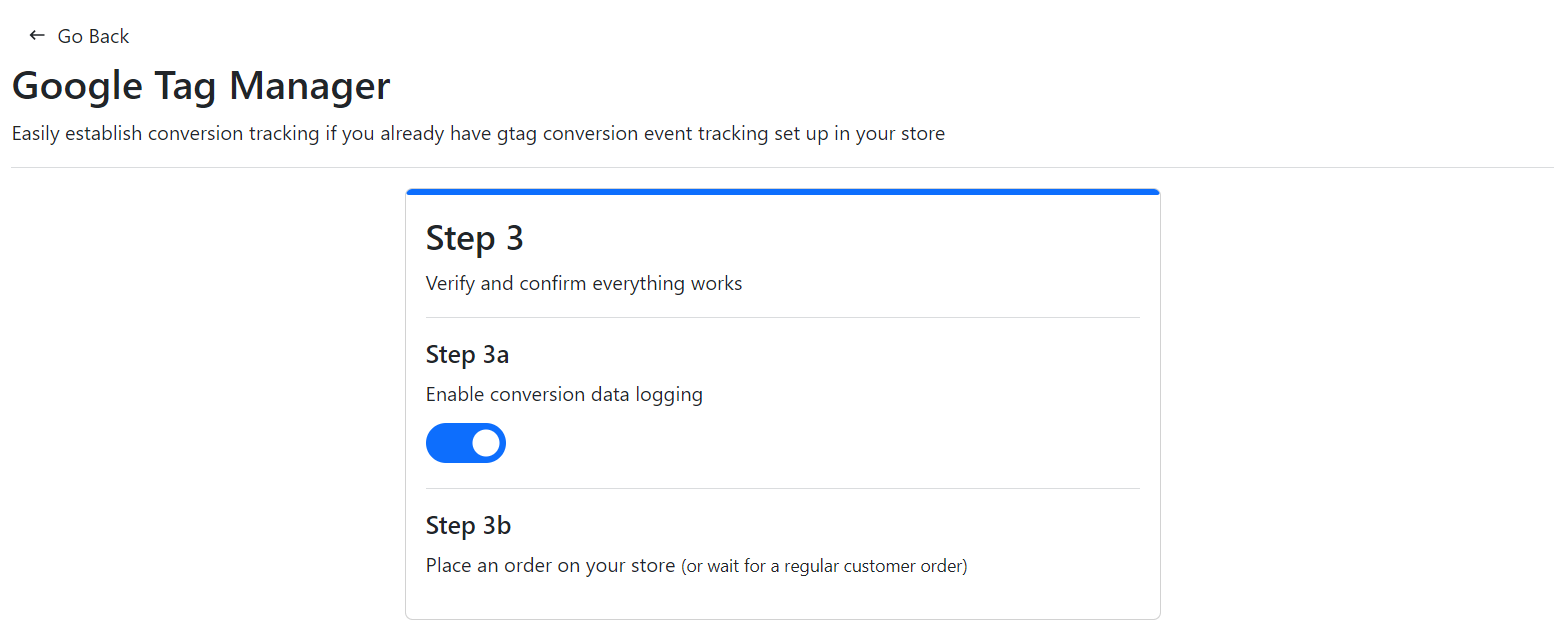 ← Go Back
Google Tag Manager
Easily establish conversion tracking if you already have gtag conversion event tracking set up in your store
Step 3
Verify and confirm everything works
Step 3a
Enable conversion data logging
Step 3b
Place an order on your store (or wait for a regular customer order)